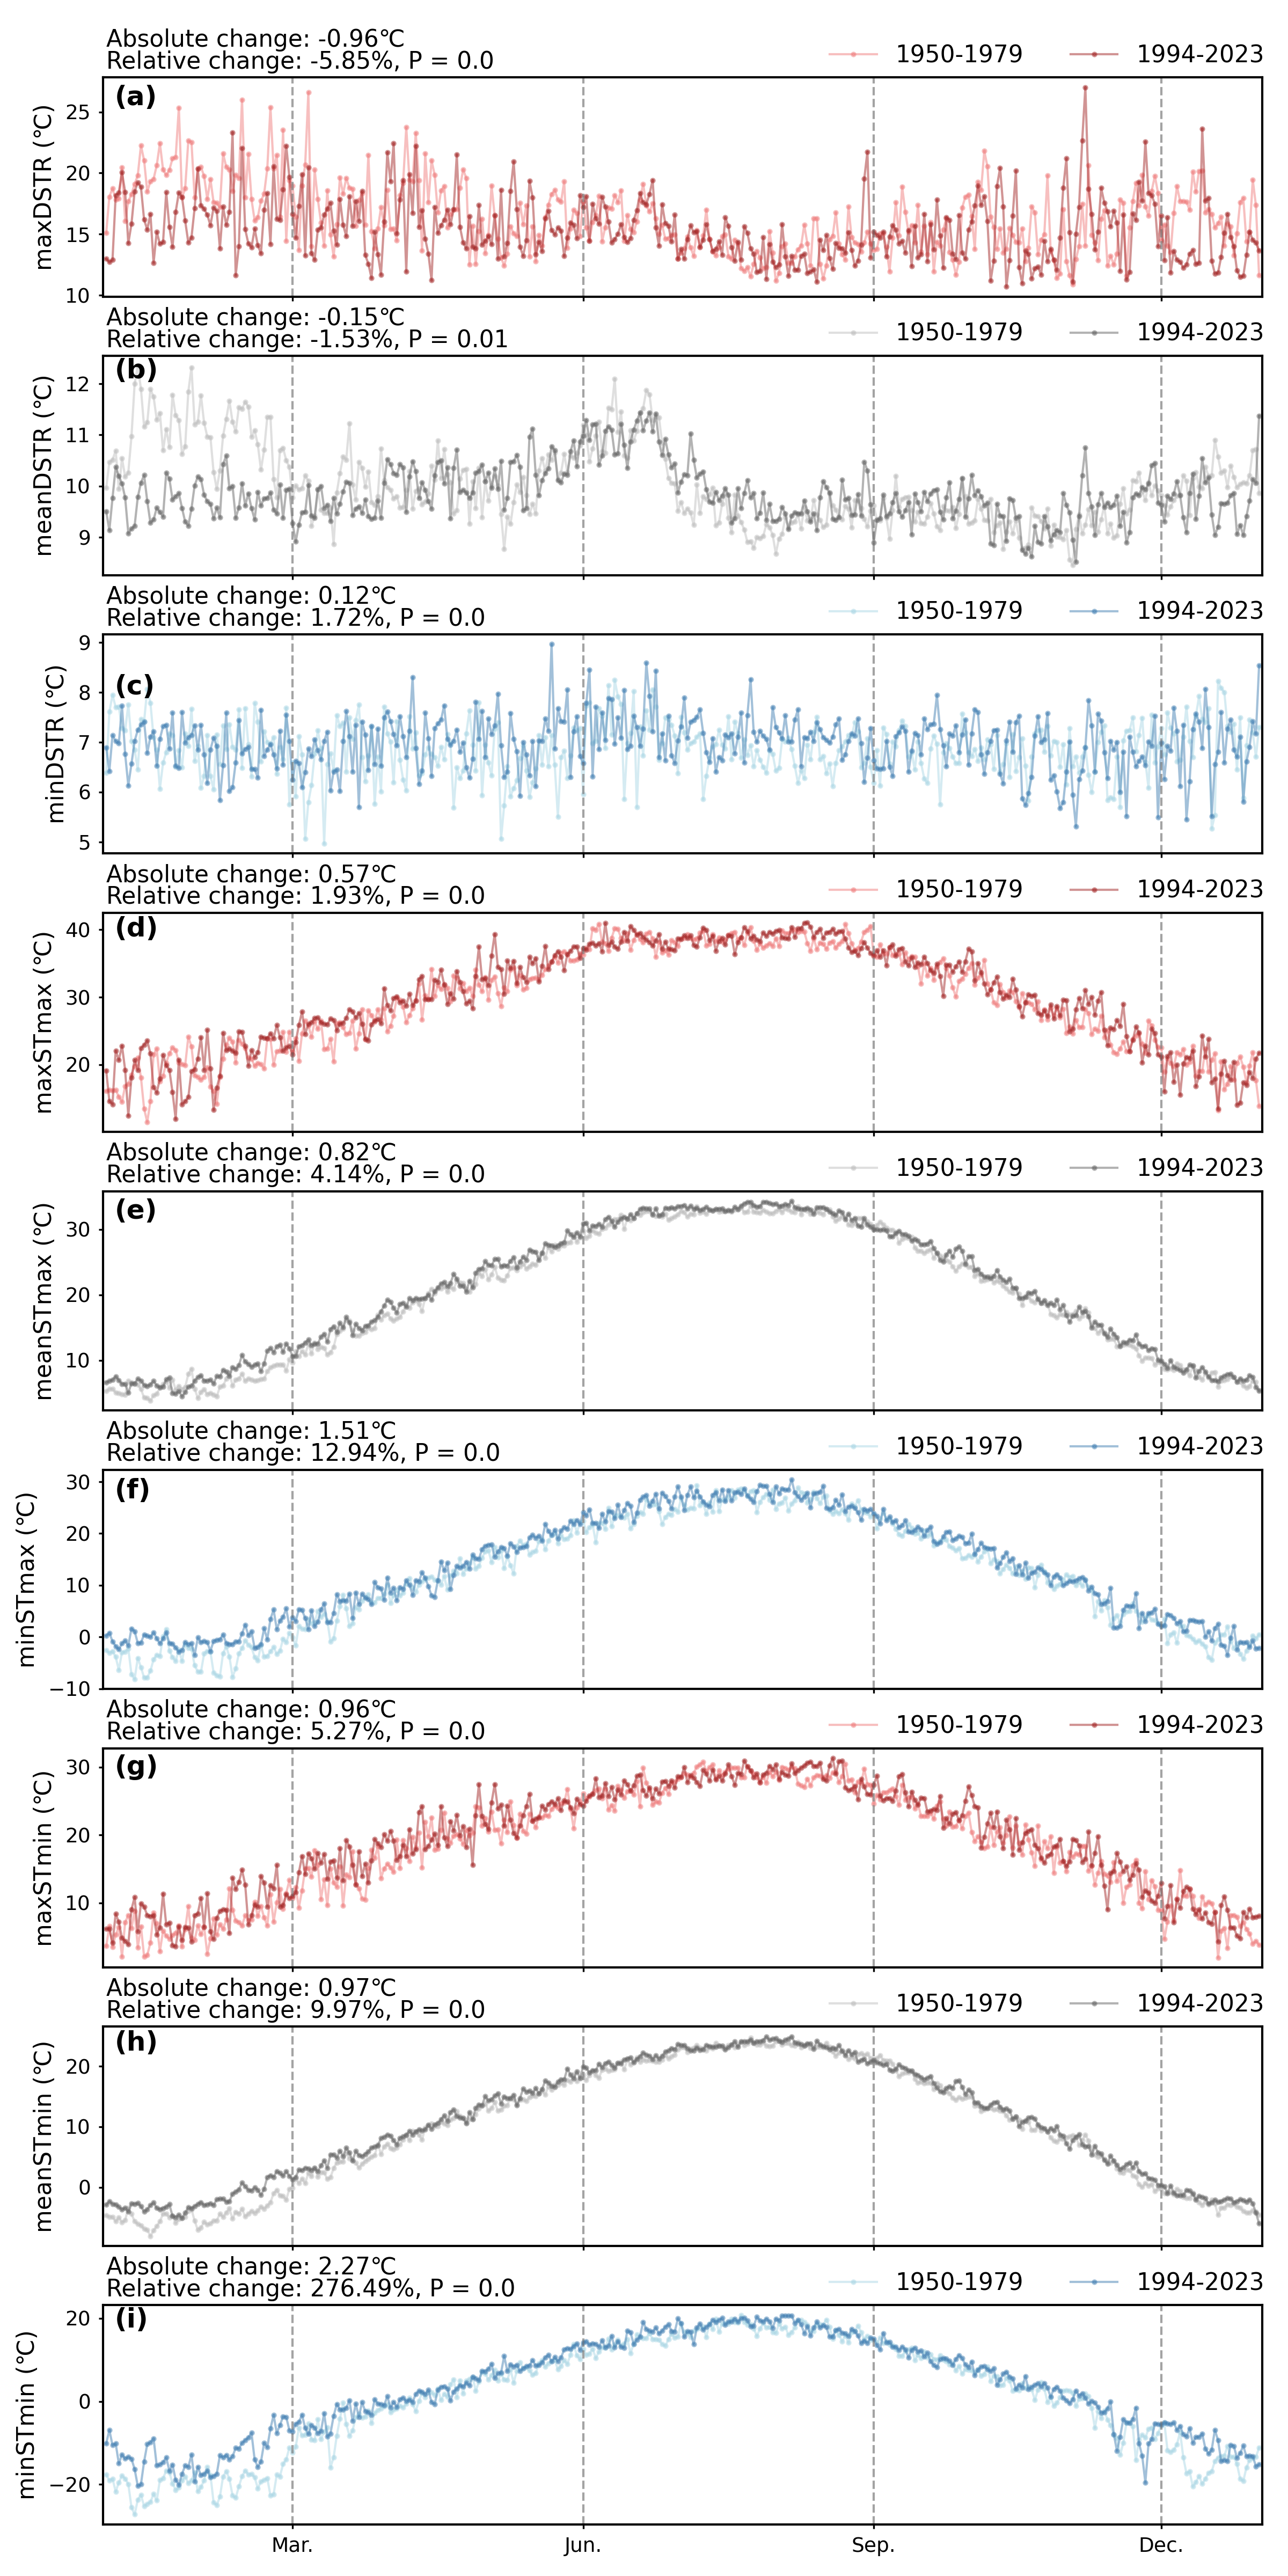 Absolute change: -0.96℃
Relative change: -5.85%, P = 0.0
1950-1979 1994-2023
(a)
maxDSTR (℃)
25
20
15
10
Absolute change: -0.15℃
Relative change: -1.53%, P = 0.01
1950-1979 1994-2023
(b)
meanDSTR (℃)
12
11
10
9
Absolute change: 0.12℃
Relative change: 1.72%, P = 0.0
1950-1979 1994-2023
(c)
minDSTR (℃)
9
8
7
6
5
Absolute change: 0.57℃
Relative change: 1.93%, P = 0.0
1950-1979 1994-2023
(d)
maxSTmax (℃)
40
30
20
Absolute change: 0.82℃
Relative change: 4.14%, P = 0.0
1950-1979 1994-2023
(e)
meanSTmax (℃)
30
20
10
Absolute change: 1.51℃
Relative change: 12.94%, P = 0.0
1950-1979 1994-2023
(f)
minSTmax (℃)
30
20
10
0
−10
Absolute change: 0.96℃
Relative change: 5.27%, P = 0.0
1950-1979 1994-2023
(g)
maxSTmin (℃)
30
20
10
Absolute change: 0.97℃
Relative change: 9.97%, P = 0.0
1950-1979 1994-2023
(h)
meanSTmin (℃)
20
10
0
Absolute change: 2.27℃
Relative change: 276.49%, P = 0.0
1950-1979 1994-2023
(i)
minSTmin (℃)
20
0
−20
Mar. Jun. Sep. Dec.